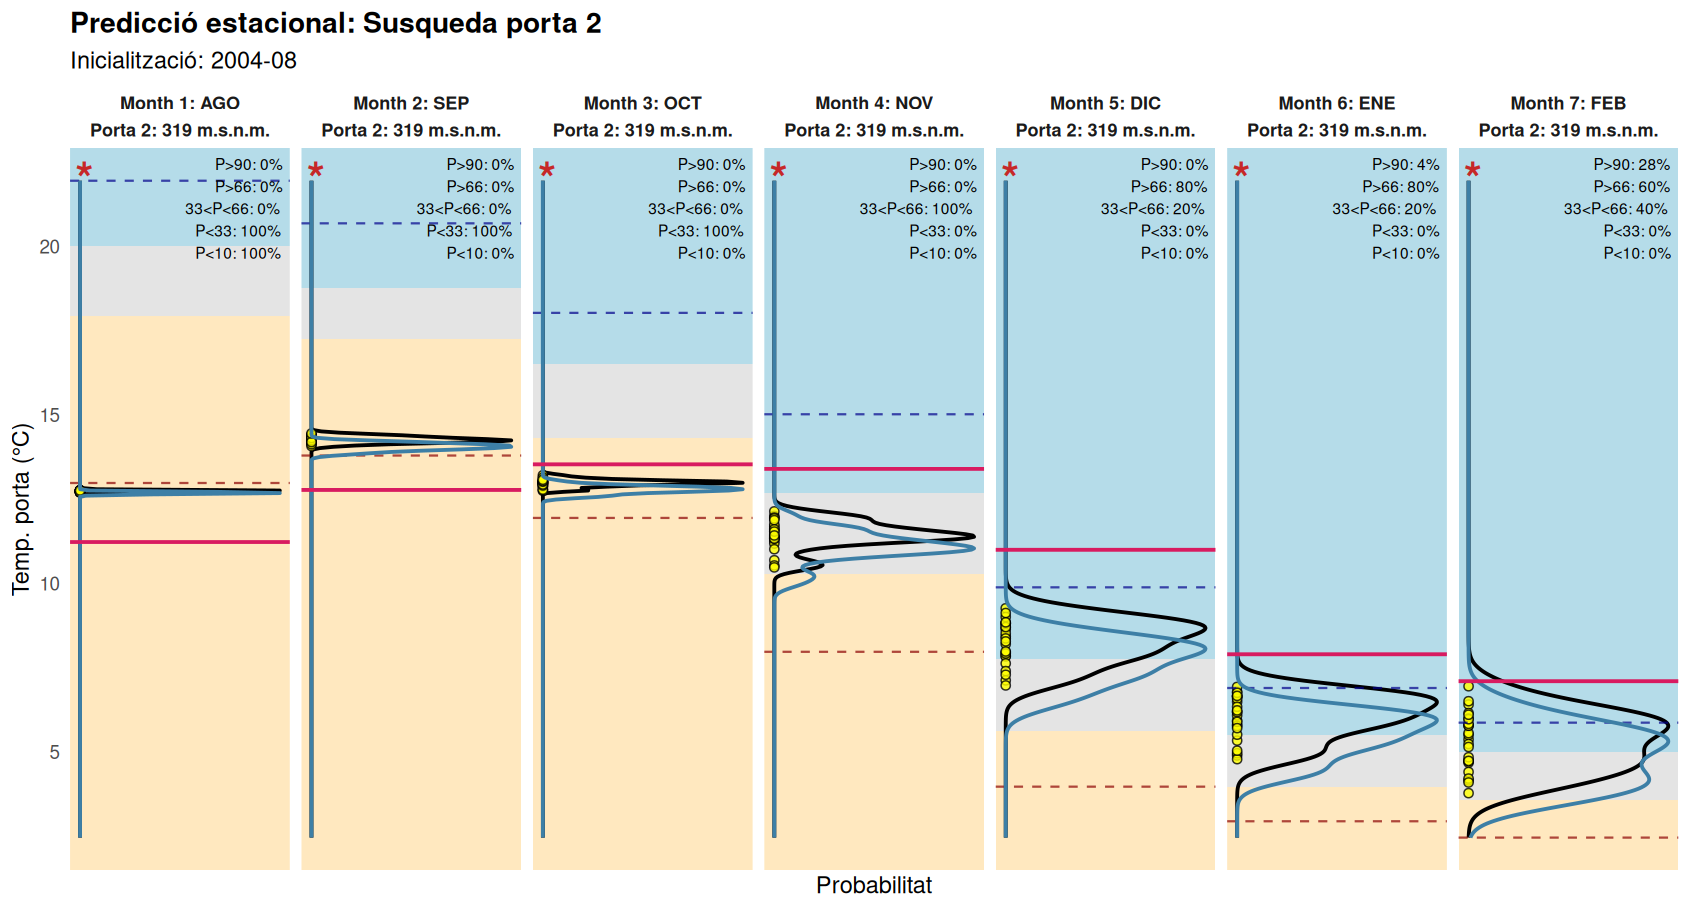 Predicció estacional: Susqueda porta 2
Inicialització: 2004-08
Month 1: AGO
Porta 2: 319 m.s.n.m.
Month 2: SEP
Porta 2: 319 m.s.n.m.
Month 3: OCT
Porta 2: 319 m.s.n.m.
Month 4: NOV
Porta 2: 319 m.s.n.m.
Month 5: DIC
Porta 2: 319 m.s.n.m.
Month 6: ENE
Porta 2: 319 m.s.n.m.
Month 7: FEB
Porta 2: 319 m.s.n.m.
*
P>90: 0%
P>66: 0%
33<P<66: 0%
P<33: 100%
P<10: 100%
*
P>90: 0%
P>66: 0%
33<P<66: 0%
P<33: 100%
P<10: 0%
*
P>90: 0%
P>66: 0%
33<P<66: 0%
P<33: 100%
P<10: 0%
*
P>90: 0%
P>66: 0%
33<P<66: 100%
P<33: 0%
P<10: 0%
*
P>90: 0%
P>66: 80%
33<P<66: 20%
P<33: 0%
P<10: 0%
*
P>90: 4%
P>66: 80%
33<P<66: 20%
P<33: 0%
P<10: 0%
*
P>90: 28%
P>66: 60%
33<P<66: 40%
P<33: 0%
P<10: 0%
20
15
10
5
Temp. porta (°C)
Probabilitat